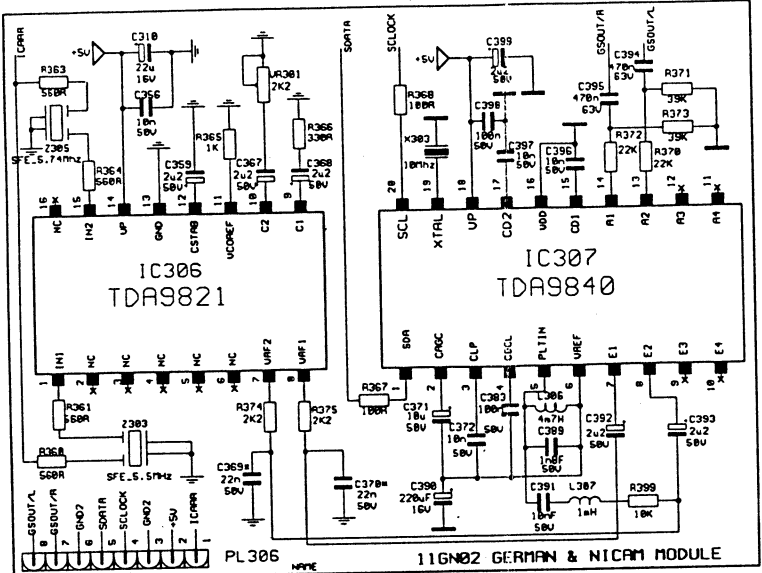 ICARR
R363
560R
+5V
C310
22u
16V
C356
10n
50V
Z305
SFE_5.74Mhz
R364
560R
C359
2u2
50V
R365
1K
VR301
2K2
C367
2u2
50V
R366
330R
C368
2u2
50V
16 15 14 13 12 11 10 9
NC IN2 VP GND CSTAB VCOREF C2 C1
IC306
TDA9821
IN1 NC NC NC NC NC VAF2 VAF1
1 2 3 4 5 6 7 8
R361
560R
Z303
SFE_5.5MHz
R360
560R
R374
2K2
R375
2K2
C369*
22n
50V
C370*
22n
50V
SDATA
SCLOCK
R368
100R
+5V
C399
2u2
50V
X303
10Mhz
C398
100n
50V
C397
10n
50V
C396
10n
50V
GSOUT/R
GSOUT/L
C394
470n
63V
C395
470n
63V
R371
39K
R373
39K
R372
22K
R370
22K
20 19 18 17 16 15 14 13 12 11
SCL XTAL VP CD2 VDD CD1 A1 A2 A3 A4
IC307
TDA9840
SDA CAGC CLP CDCL PLTIN VREF E1 E2 E3 E4
1 2 3 4 5 6 7 8 9 10
R367
100R
C371
10u
50V
C372
10n
50V
C383
100n
50V
L306
4m7H
C389
50V
C392
2u2
50V
C393
2u2
50V
C390
220uF
16V
C391
10nF
50V
L307
1mH
R399
10K
GSOUT/L GSOUT/R GND2 SDATA SCLOCK GND2 +5V ICARR
8 7 6 5 4 3 2 1
PL306
NAME
11GN02 GERMAN & NICAM MODULE